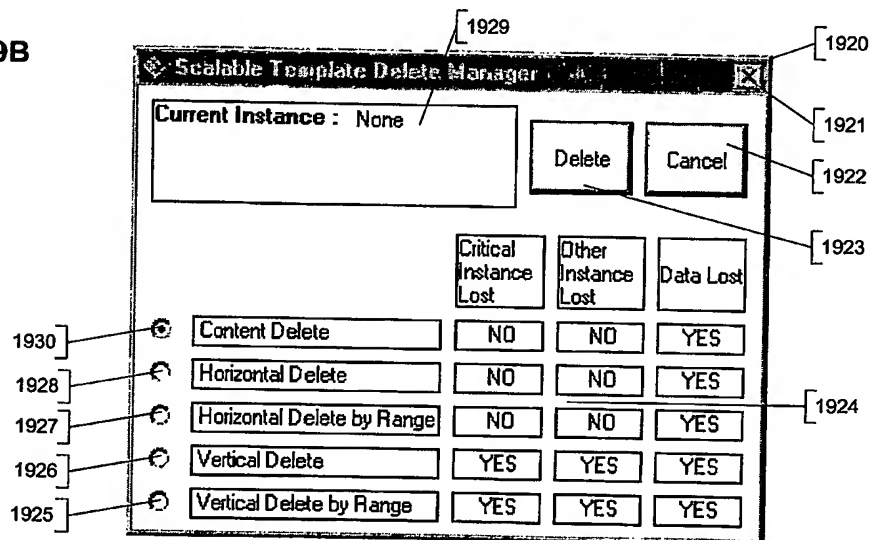 9B
1929
1920
Scalable Template Delete Manager
1921
Current Instance : None
Delete
Cancel
1922
1923
Critical Instance Lost
Other Instance Lost
Data Lost
1930
Content Delete
NO
NO
YES
1928
Horizontal Delete
NO
NO
YES
1924
1927
Horizontal Delete by Range
NO
NO
YES
1926
Vertical Delete
YES
YES
YES
1925
Vertical Delete by Range
YES
YES
YES